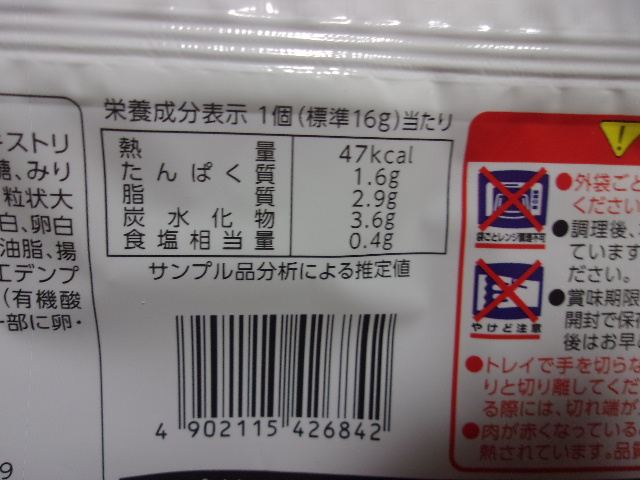 キストリ
糖、みり
粒状大
白、卵白
油脂、揚
エデンプ
(有機酸
一部に卵・
9
栄養成分表示 1個(標準16g)当たり
熱量 47kcal
たんぱく質 1.6g
脂質 2.9g
炭水化物 3.6g
食塩相当量 0.4g
サンプル品分析による推定値
4 902115 426842
袋ごとレンジ調理不可
やけど注意
●外袋ごと
ください
●調理後、
ています
ださい。
●賞味期限
開封で保存
後はお早め
●トレイで手を切らな
りと切り離してくだ
る際には、切れ端が
●肉が赤くなっている
熱されています。品質